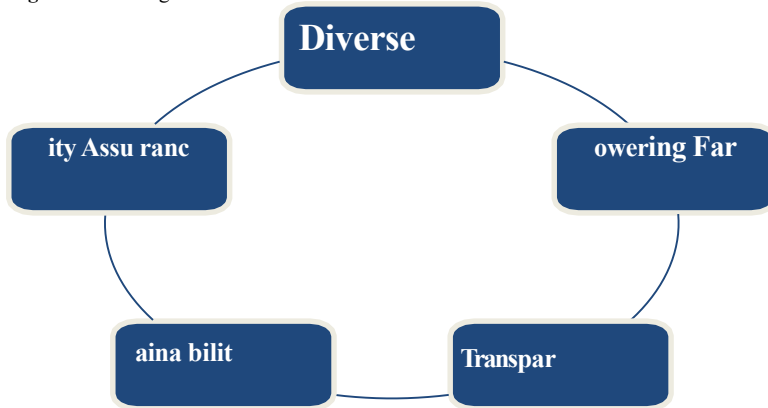 Diverse
ity Assu ranc
owering Far
aina bilit
Transpar